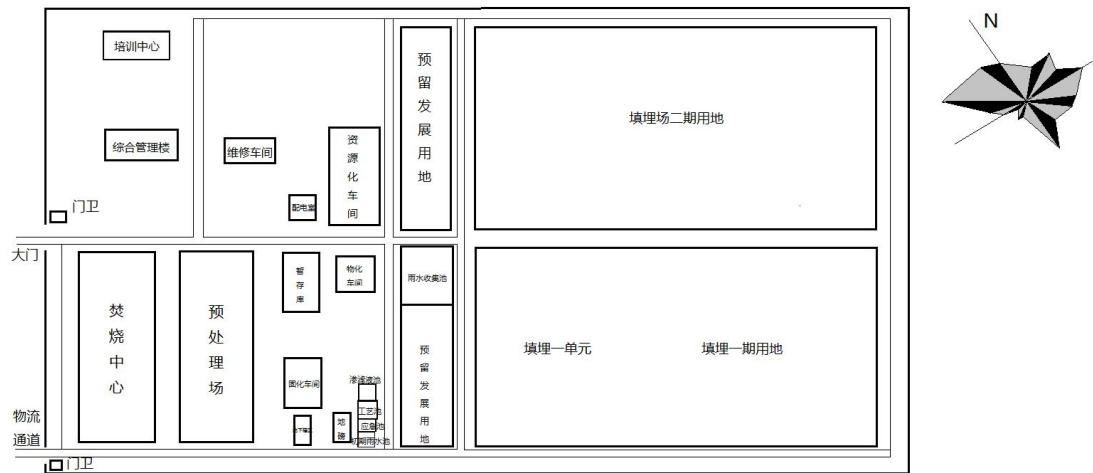 N
培训中心
综合管理楼
门卫
维修车间
配电室
资源化车间
预留发展用地
填埋场二期用地
大门
焚烧中心
预处理场
暂存库
物化
车间
雨水收集池
填埋一单元
填埋一期用地
预留发展用地
固化车间
渗滤液池
工艺池
应急池
初期雨水池
地磅
物流
通道
门卫